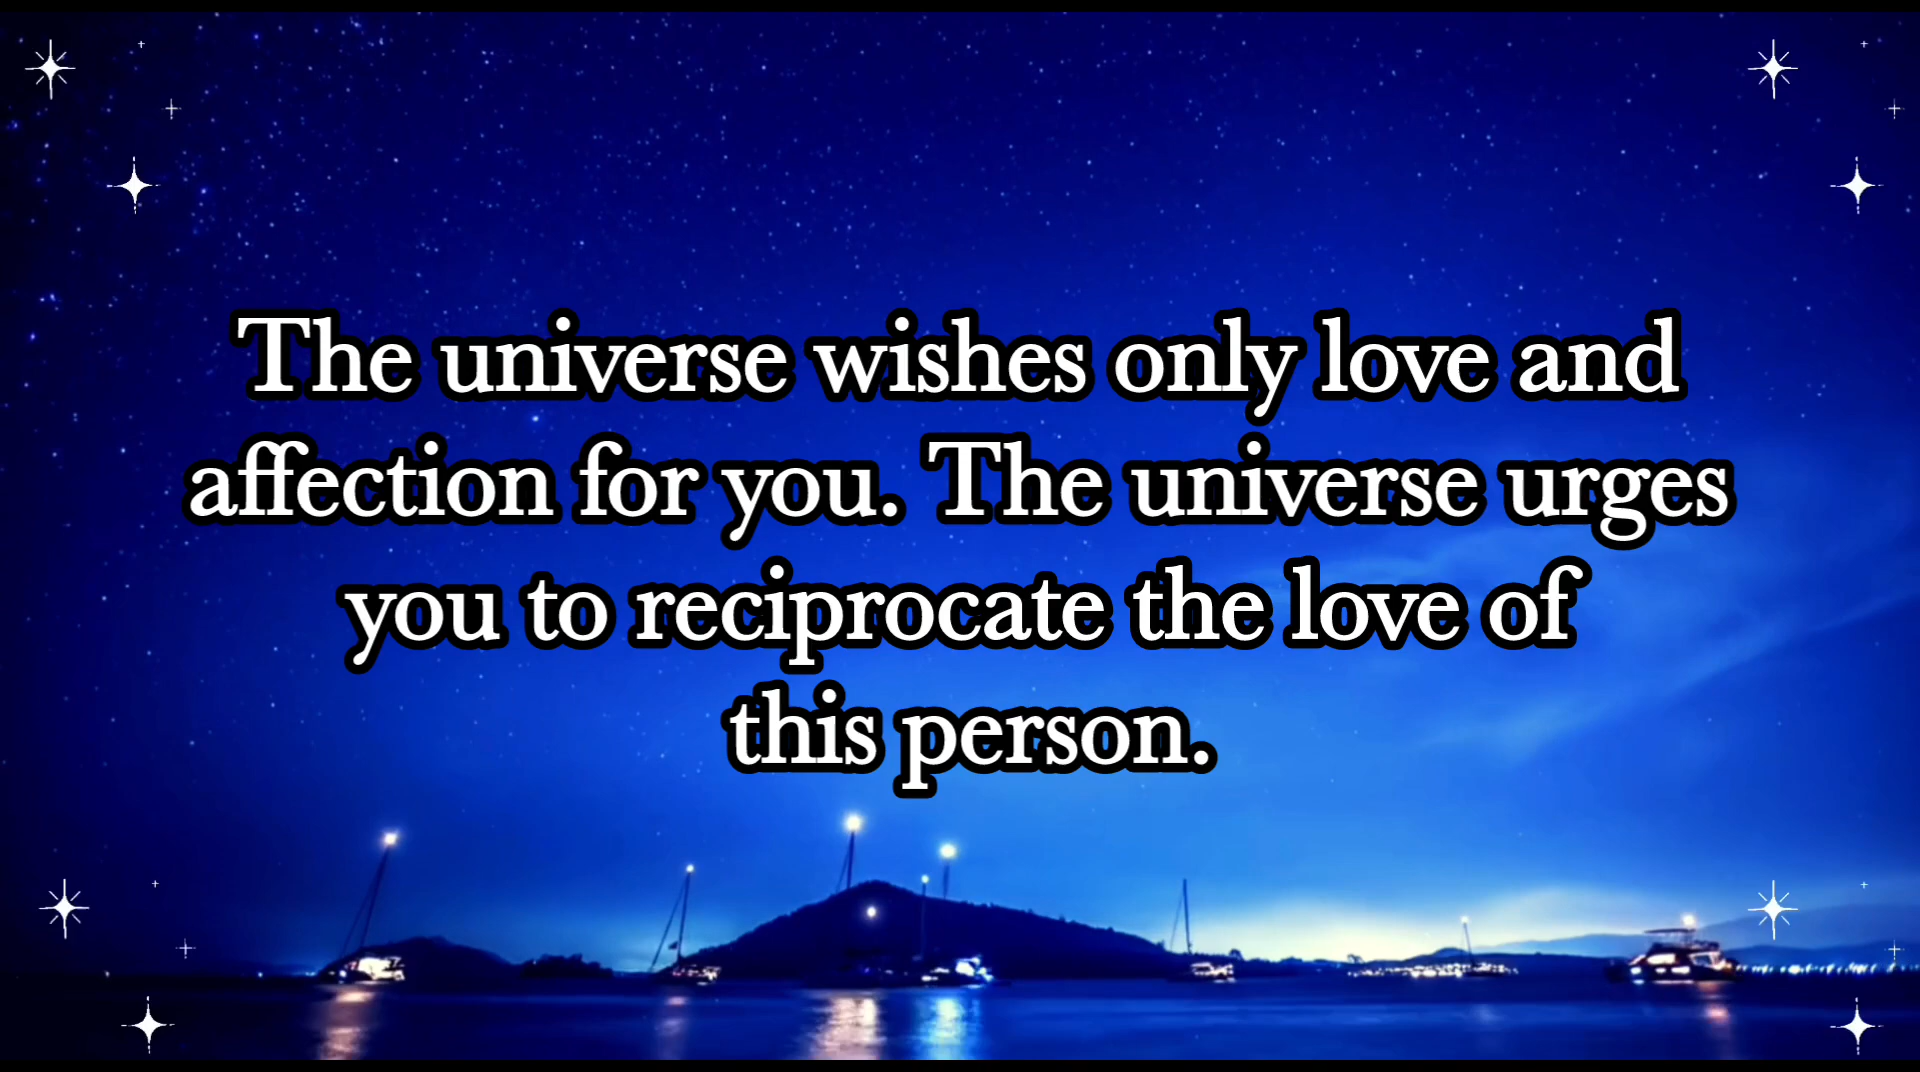 The universe wishes only love and
affection for you. The universe urges
you to reciprocate the love of
this person.